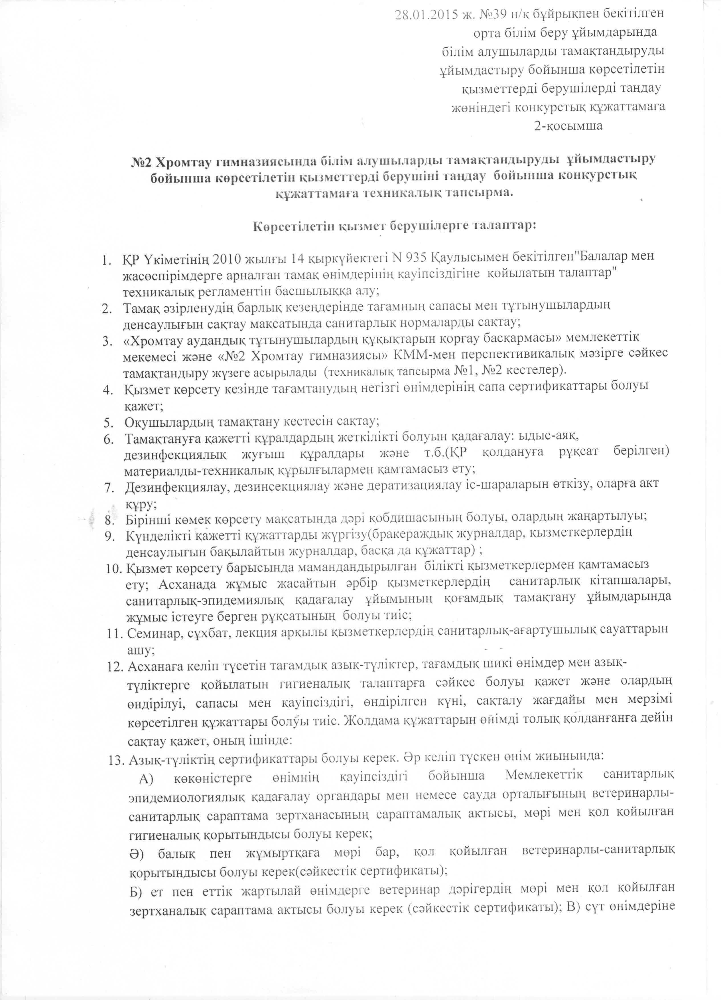 28.01.2015 ж. №39 н/қ бұйрықпен бекітілген
орта білім беру ұйымдарында
білім алушыларды тамақтандыруды
ұйымдастыру бойынша көрсетілетін
қызметтерді берушілерді таңдау
жөніндегі конкурстық құжаттамаға
2-қосымша
№2 Хромтау гимназиясында білім алушыларды тамақтандыруды ұйымдастыру
бойынша көрсетілетін қызметтерді берушіні таңдау бойынша конкурстық
құжаттамаға техникалық тапсырма.
Көрсетілетін қызмет берушілерге талаптар:
1. ҚР Үкіметінің 2010 жылғы 14 қыркүйектегі N 935 Қаулысымен бекітілген"Балалар мен
жасөспірімдерге арналған тамақ өнімдерінің қауіпсіздігіне қойылатын талаптар"
техникалық регламентін басшылыққа алу;
2. Тамақ әзірленудің барлық кезеңдерінде тағамның сапасы мен тұтынушылардың
денсаулығын сақтау мақсатында санитарлық нормаларды сақтау;
3. «Хромтау аудандық тұтынушылардың құқықтарын қорғау басқармасы» мемлекеттік
мекемесі және «№2 Хромтау гимназиясы» КММ-мен перспективикалық мәзірге сәйкес
тамақтандыру жүзеге асырылады (техникалық тапсырма №1, №2 кестелер).
4. Қызмет көрсету кезінде тағамтанудың негізгі өнімдерінің сапа сертификаттары болуы
қажет;
5. Оқушылардың тамақтану кестесін сақтау;
6. Тамақтануға қажетті құралдардың жеткілікті болуын қадағалау: ыдыс-аяқ,
дезинфекциялық жуғыш құралдары және т.б.(ҚР қолдануға рұқсат берілген)
материалды-техникалық құрылғылармен қамтамасыз ету;
7. Дезинфекциялау, дезинсекциялау және дератизациялау іс-шараларын өткізу, оларға акт
құру;
8. Бірінші көмек көрсету мақсатында дәрі қобдишасының болуы, олардың жаңартылуы;
9. Күнделікті қажетті құжаттарды жүргізу(бракераждық журналдар, қызметкерлердің
денсаулығын бақылайтын журналдар, басқа да құжаттар) ;
10. Қызмет көрсету барысында мамандандырылған білікті қызметкерлермен қамтамасыз
ету; Асханада жұмыс жасайтын әрбір қызметкерлердің санитарлық кітапшалары,
санитарлық-эпидемиялық қадағалау ұйымының қоғамдық тамақтану ұйымдарында
жұмыс істеуге берген рұқсатының болуы тиіс;
11. Семинар, сұхбат, лекция арқылы қызметкерлердің санитарлық-ағартушылық сауаттарын
ашу;
12. Асханаға келіп түсетін тағамдық азық-түліктер, тағамдық шикі өнімдер мен азық-
түліктерге қойылатын гигиеналық талаптарға сәйкес болуы қажет және олардың
өндірілуі, сапасы мен қауіпсіздігі, өндірілген күні, сақталу жағдайы мен мерзімі
көрсетілген құжаттары болуы тиіс. Жолдама құжаттарын өнімді толық қолданғанға дейін
сақтау қажет, оның ішінде:
13. Азық-түліктің сертификаттары болуы керек. Әр келіп түскен өнім жиынында:
А) көкөністерге өнімнің қауіпсіздігі бойынша Мемлекеттік санитарлық
эпидемиологиялық қадағалау органдары мен немесе сауда орталығының ветеринарлы-
санитарлық сараптама зертханасының сараптамалық актысы, мөрі мен қол қойылған
гигиеналық қорытындысы болуы керек;
Ә) балық пен жұмыртқаға мөрі бар, қол қойылған ветеринарлы-санитарлық
қорытындысы болуы керек(сәйкестік сертификаты);
Б) ет пен еттік жартылай өнімдерге ветеринар дәрігердің мөрі мен қол қойылған
зертханалық сараптама актысы болуы керек (сәйкестік сертификаты); В) сүт өнімдеріне